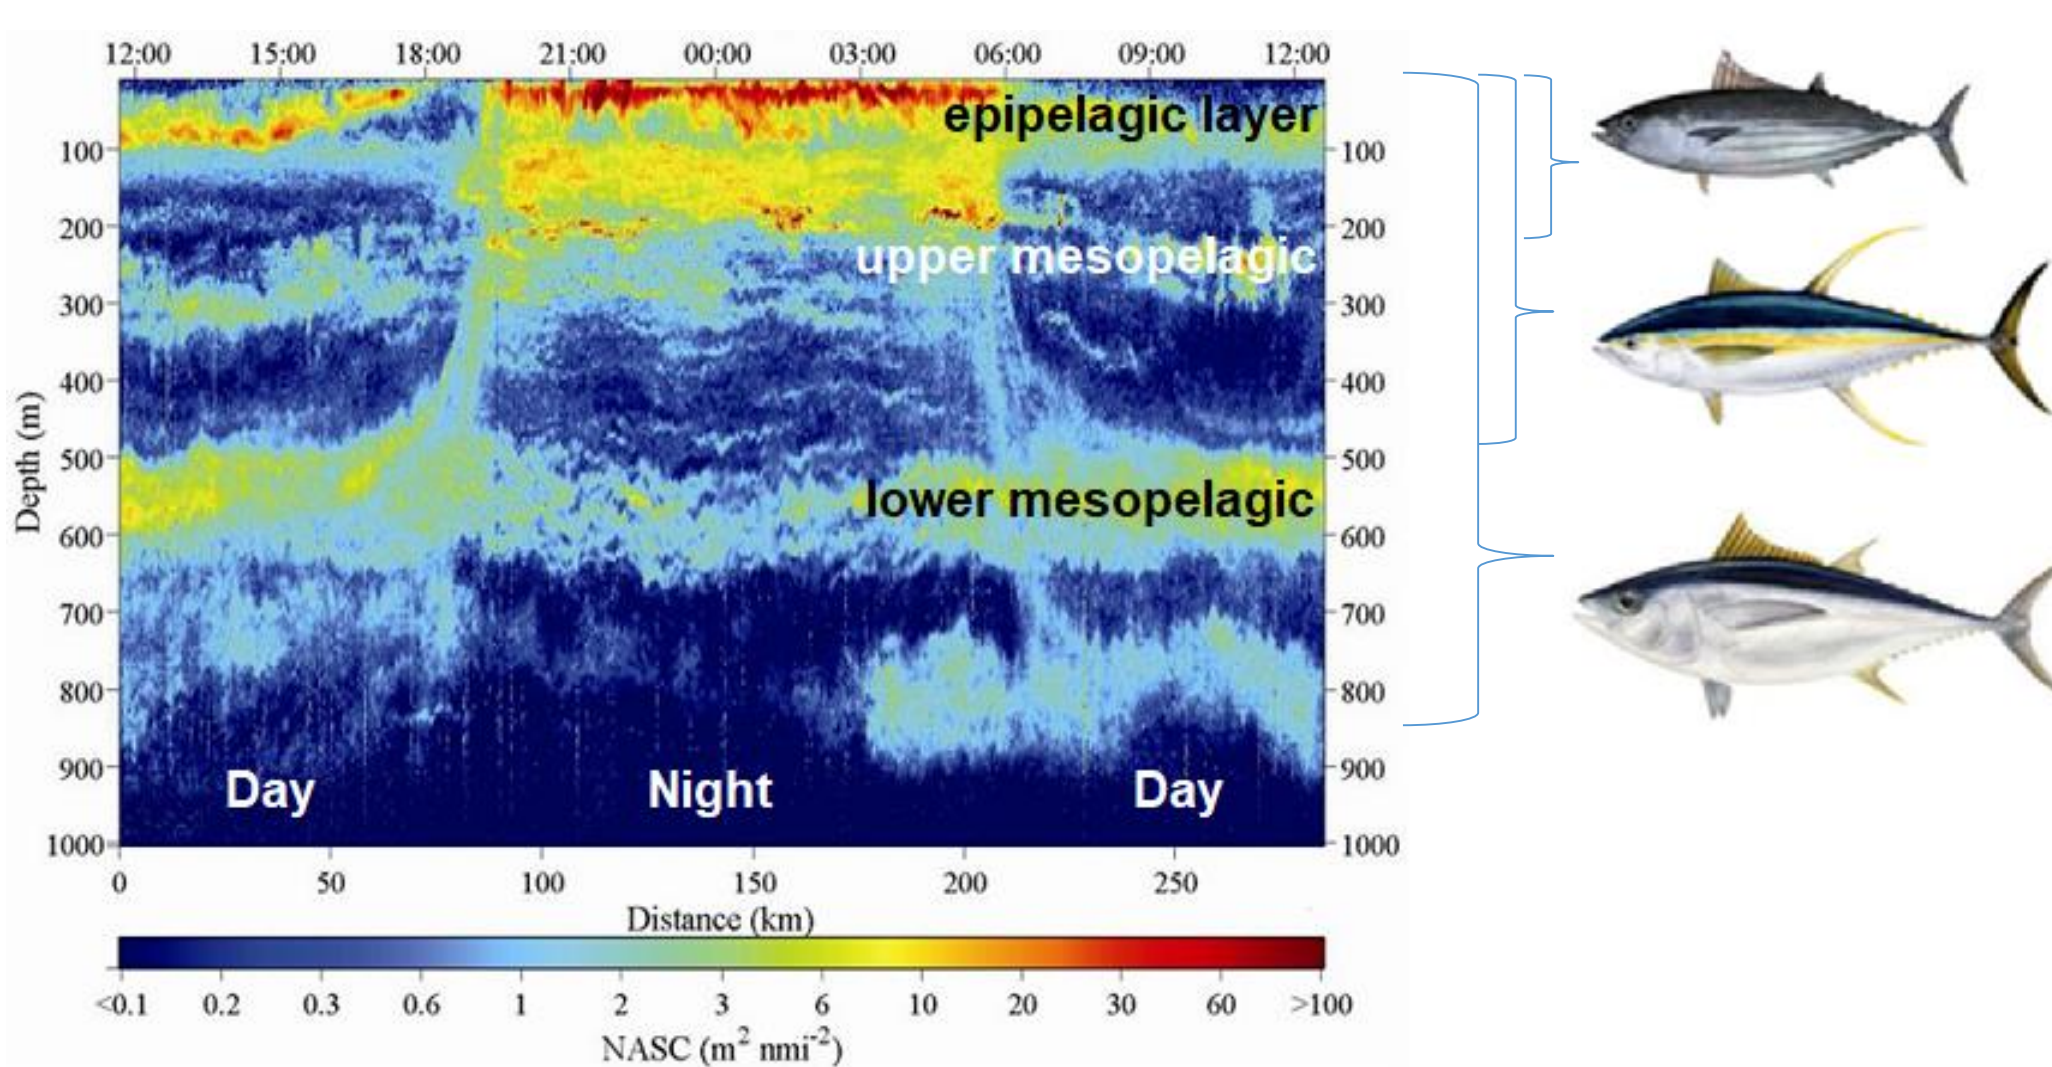 12:00 15:00 18:00 21:00 00:00 03:00 06:00 09:00 12:00
epipelagic layer
100 100
200 200
upper mesopelagic
300 300
400 400
Depth (m)
500 500
lower mesopelagic
600 600
700 700
800 800
900 900
Day Night Day
1000 1000
0 50 100 150 200 250
Distance (km)
<0.1 0.2 0.3 0.6 1 2 3 6 10 20 30 60 >100
NASC (m² nmi⁻²)